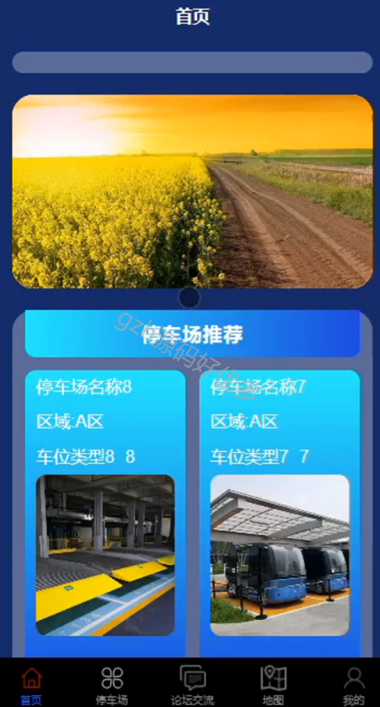 首页
停车场推荐
停车场名称8
停车场名称7
区域:A区
区域:A区
车位类型8 8
车位类型7 7
首页
停车场
论坛交流
地图
我的